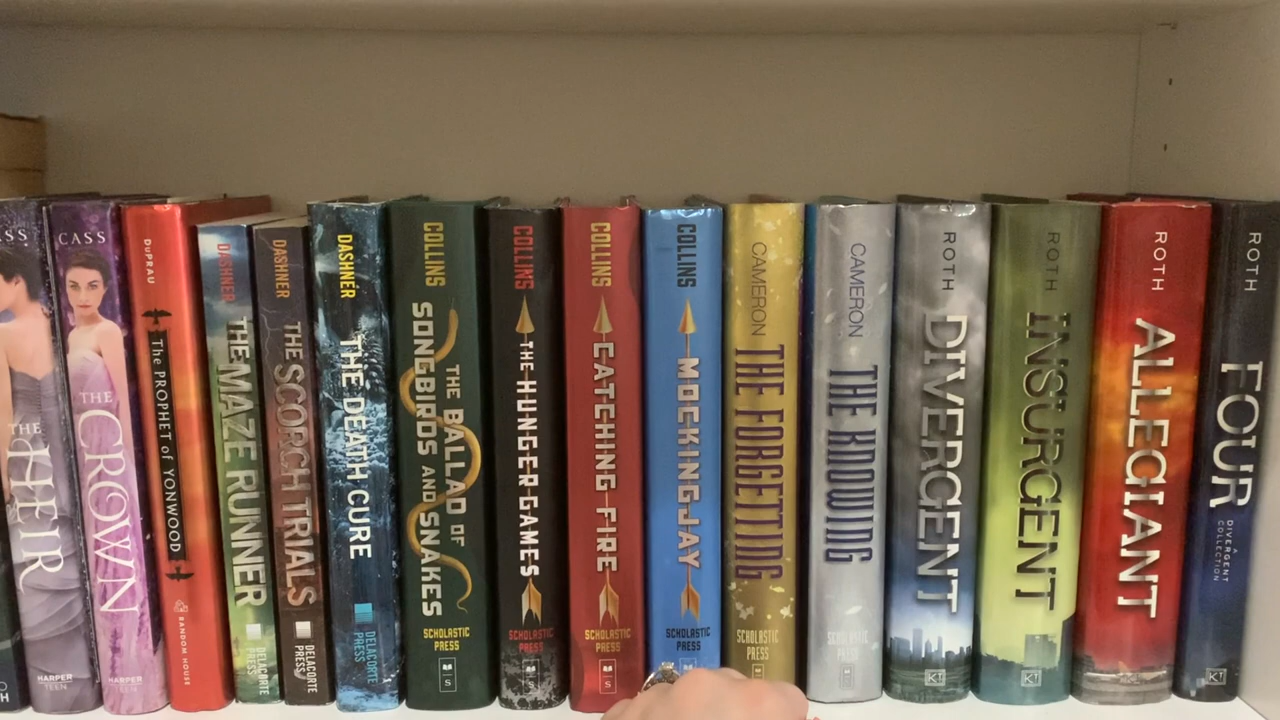 ASS
THE
HEIR
HARPER
TEEN
CASS
THE
CROWN
HARPER
TEEN
DUPRAU
The PROPHET of YONWOOD
RANDOM HOUSE
DASHNER
THE MAZE RUNNER
DELACORTE
PRESS
DASHNER
THE SCORCH TRIALS
DELACORTE
PRESS
DASHNER
THE DEATH CURE
DELACORTE
PRESS
COLLINS
THE BALLAD OF
SONGBIRDS AND SNAKES
SCHOLASTIC
PRESS
S
COLLINS
THE HUNGER GAMES
SCHOLASTIC
PRESS
S
COLLINS
CATCHING FIRE
SCHOLASTIC
PRESS
S
COLLINS
MOCKINGJAY
SCHOLASTIC
PRESS
CAMERON
THE FORGETTING
SCHOLASTIC
PRESS
CAMERON
THE KNOWING
SCHOLASTIC
PRESS
ROTH
DIVERGENT
KT
ROTH
INSURGENT
KT
ROTH
ALLEGIANT
ROTH
FOUR
A
DIVERGENT
COLLECTION
KT